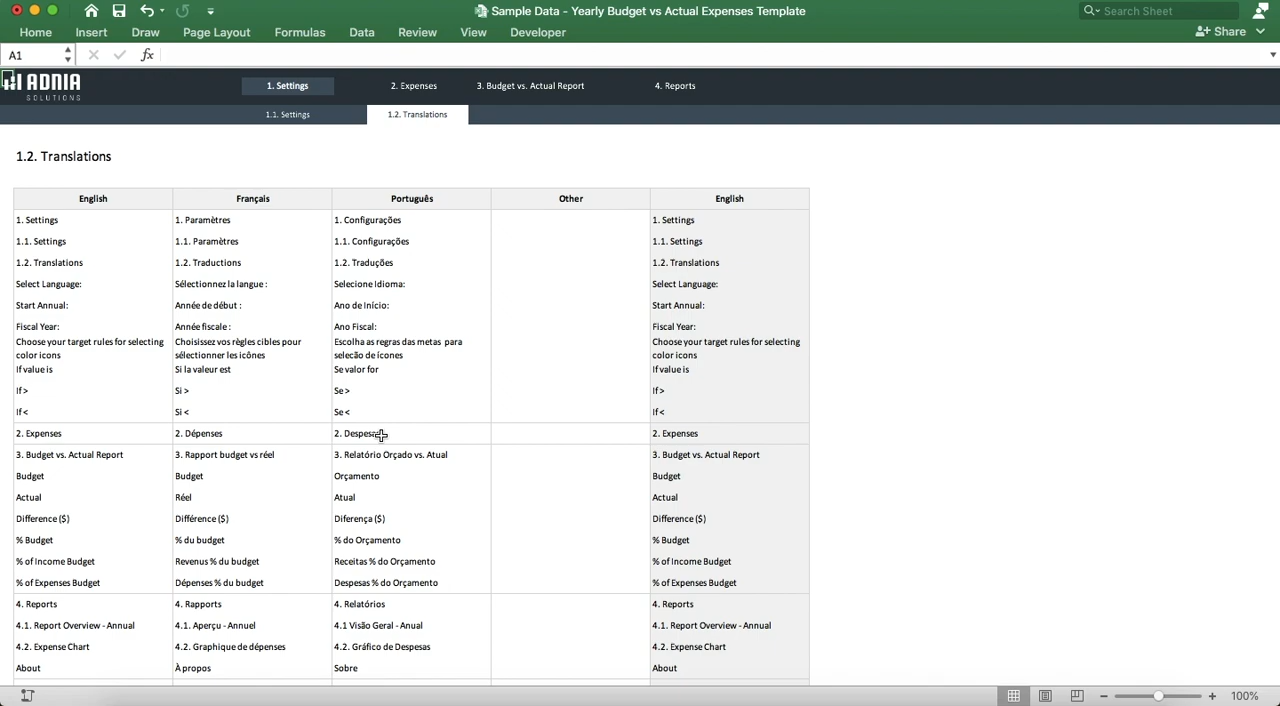 Sample Data - Yearly Budget vs Actual Expenses Template
Search Sheet
Home Insert Draw Page Layout Formulas Data Review View Developer
Share
A1
fx
ADNIA
SOLUTIONS
1. Settings 2. Expenses 3. Budget vs. Actual Report 4. Reports
1.1. Settings 1.2. Translations
1.2. Translations
English Français Português Other English
1. Settings 1. Paramètres 1. Configurações 1. Settings
1.1. Settings 1.1. Paramètres 1.1. Configurações 1.1. Settings
1.2. Translations 1.2. Traductions 1.2. Traduções 1.2. Translations
Select Language: Sélectionnez la langue : Selecione Idioma: Select Language:
Start Annual: Année de début : Ano de Início: Start Annual:
Fiscal Year: Année fiscale : Ano Fiscal: Fiscal Year:
Choose your target rules for selecting Choisissez vos règles cibles pour Escolha as regras das metas para Choose your target rules for selecting
color icons sélectionner les icônes selecão de ícones color icons
If value is Si la valeur est Se valor for If value is
If > Si > Se > If >
If < Si < Se < If <
2. Expenses 2. Dépenses 2. Despesas 2. Expenses
3. Budget vs. Actual Report 3. Rapport budget vs réel 3. Relatório Orçado vs. Atual 3. Budget vs. Actual Report
Budget Budget Orçamento Budget
Actual Réel Atual Actual
Difference ($) Différence ($) Diferença ($) Difference ($)
% Budget % du budget % do Orçamento % Budget
% of Income Budget Revenus % du budget Receitas % do Orçamento % of Income Budget
% of Expenses Budget Dépenses % du budget Despesas % do Orçamento % of Expenses Budget
4. Reports 4. Rapports 4. Relatórios 4. Reports
4.1. Report Overview - Annual 4.1. Aperçu - Annuel 4.1 Visão Geral - Anual 4.1. Report Overview - Annual
4.2. Expense Chart 4.2. Graphique de dépenses 4.2. Gráfico de Despesas 4.2. Expense Chart
About À propos Sobre About
100%